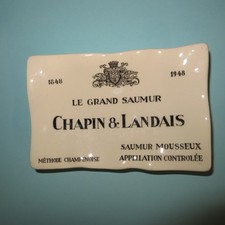 1848 1948
LE GRAND SAUMUR
CHAPIN & LANDAIS
SAUMUR MOUSSEUX
MÉTHODE CHAMPENOISE APPELLATION CONTROLÉE